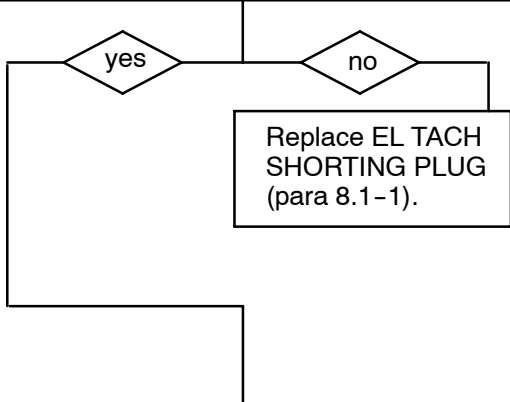 yes
no
Replace EL TACH
SHORTING PLUG
(para 8.1-1).